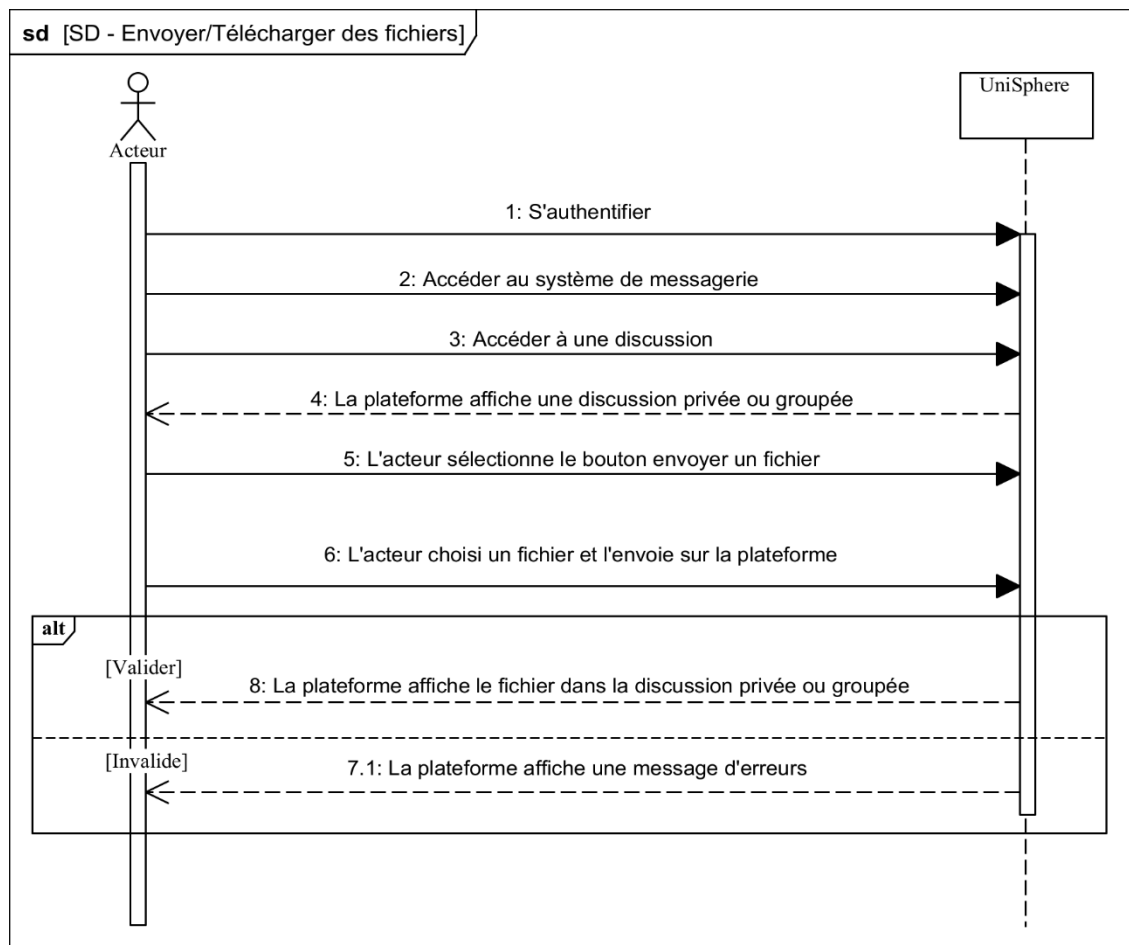 sd [SD - Envoyer/Télécharger des fichiers]
UniSphere
Acteur
1: S'authentifier
2: Accéder au système de messagerie
3: Accéder à une discussion
4: La plateforme affiche une discussion privée ou groupée
5: L'acteur sélectionne le bouton envoyer un fichier
6: L'acteur choisi un fichier et l'envoie sur la plateforme
alt
[Valider]
8: La plateforme affiche le fichier dans la discussion privée ou groupée
[Invalide]
7.1: La plateforme affiche une message d'erreurs